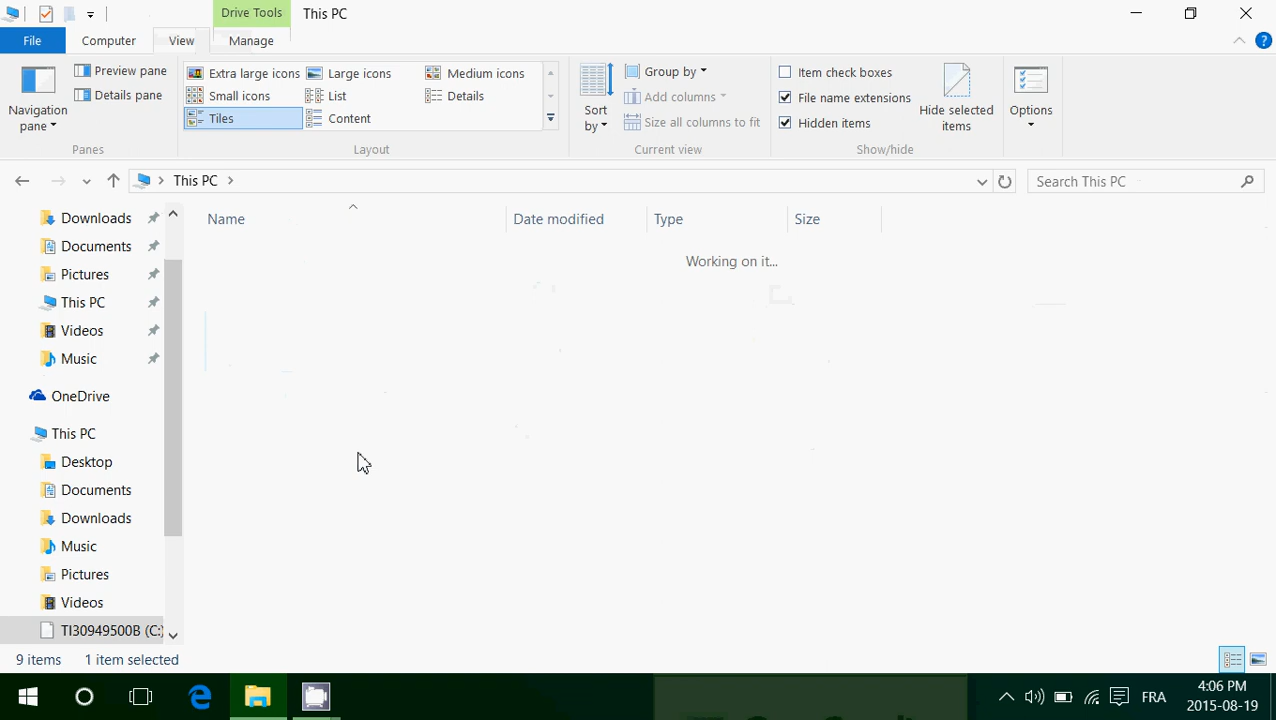 Drive Tools This PC
File Computer View Manage
Navigation pane
Preview pane
Details pane
Panes
Extra large icons Large icons Medium icons
Small icons List Details
Tiles Content
Layout
Sort by
Group by
Add columns
Size all columns to fit
Current view
Item check boxes
File name extensions
Hidden items
Hide selected items
Show/hide
Options
This PC
Search This PC
Name Date modified Type Size
Working on it...
Downloads
Documents
Pictures
This PC
Videos
Music
OneDrive
This PC
Desktop
Documents
Downloads
Music
Pictures
Videos
TI30949500B (C:)
9 items 1 item selected
FRA
4:06 PM
2015-08-19